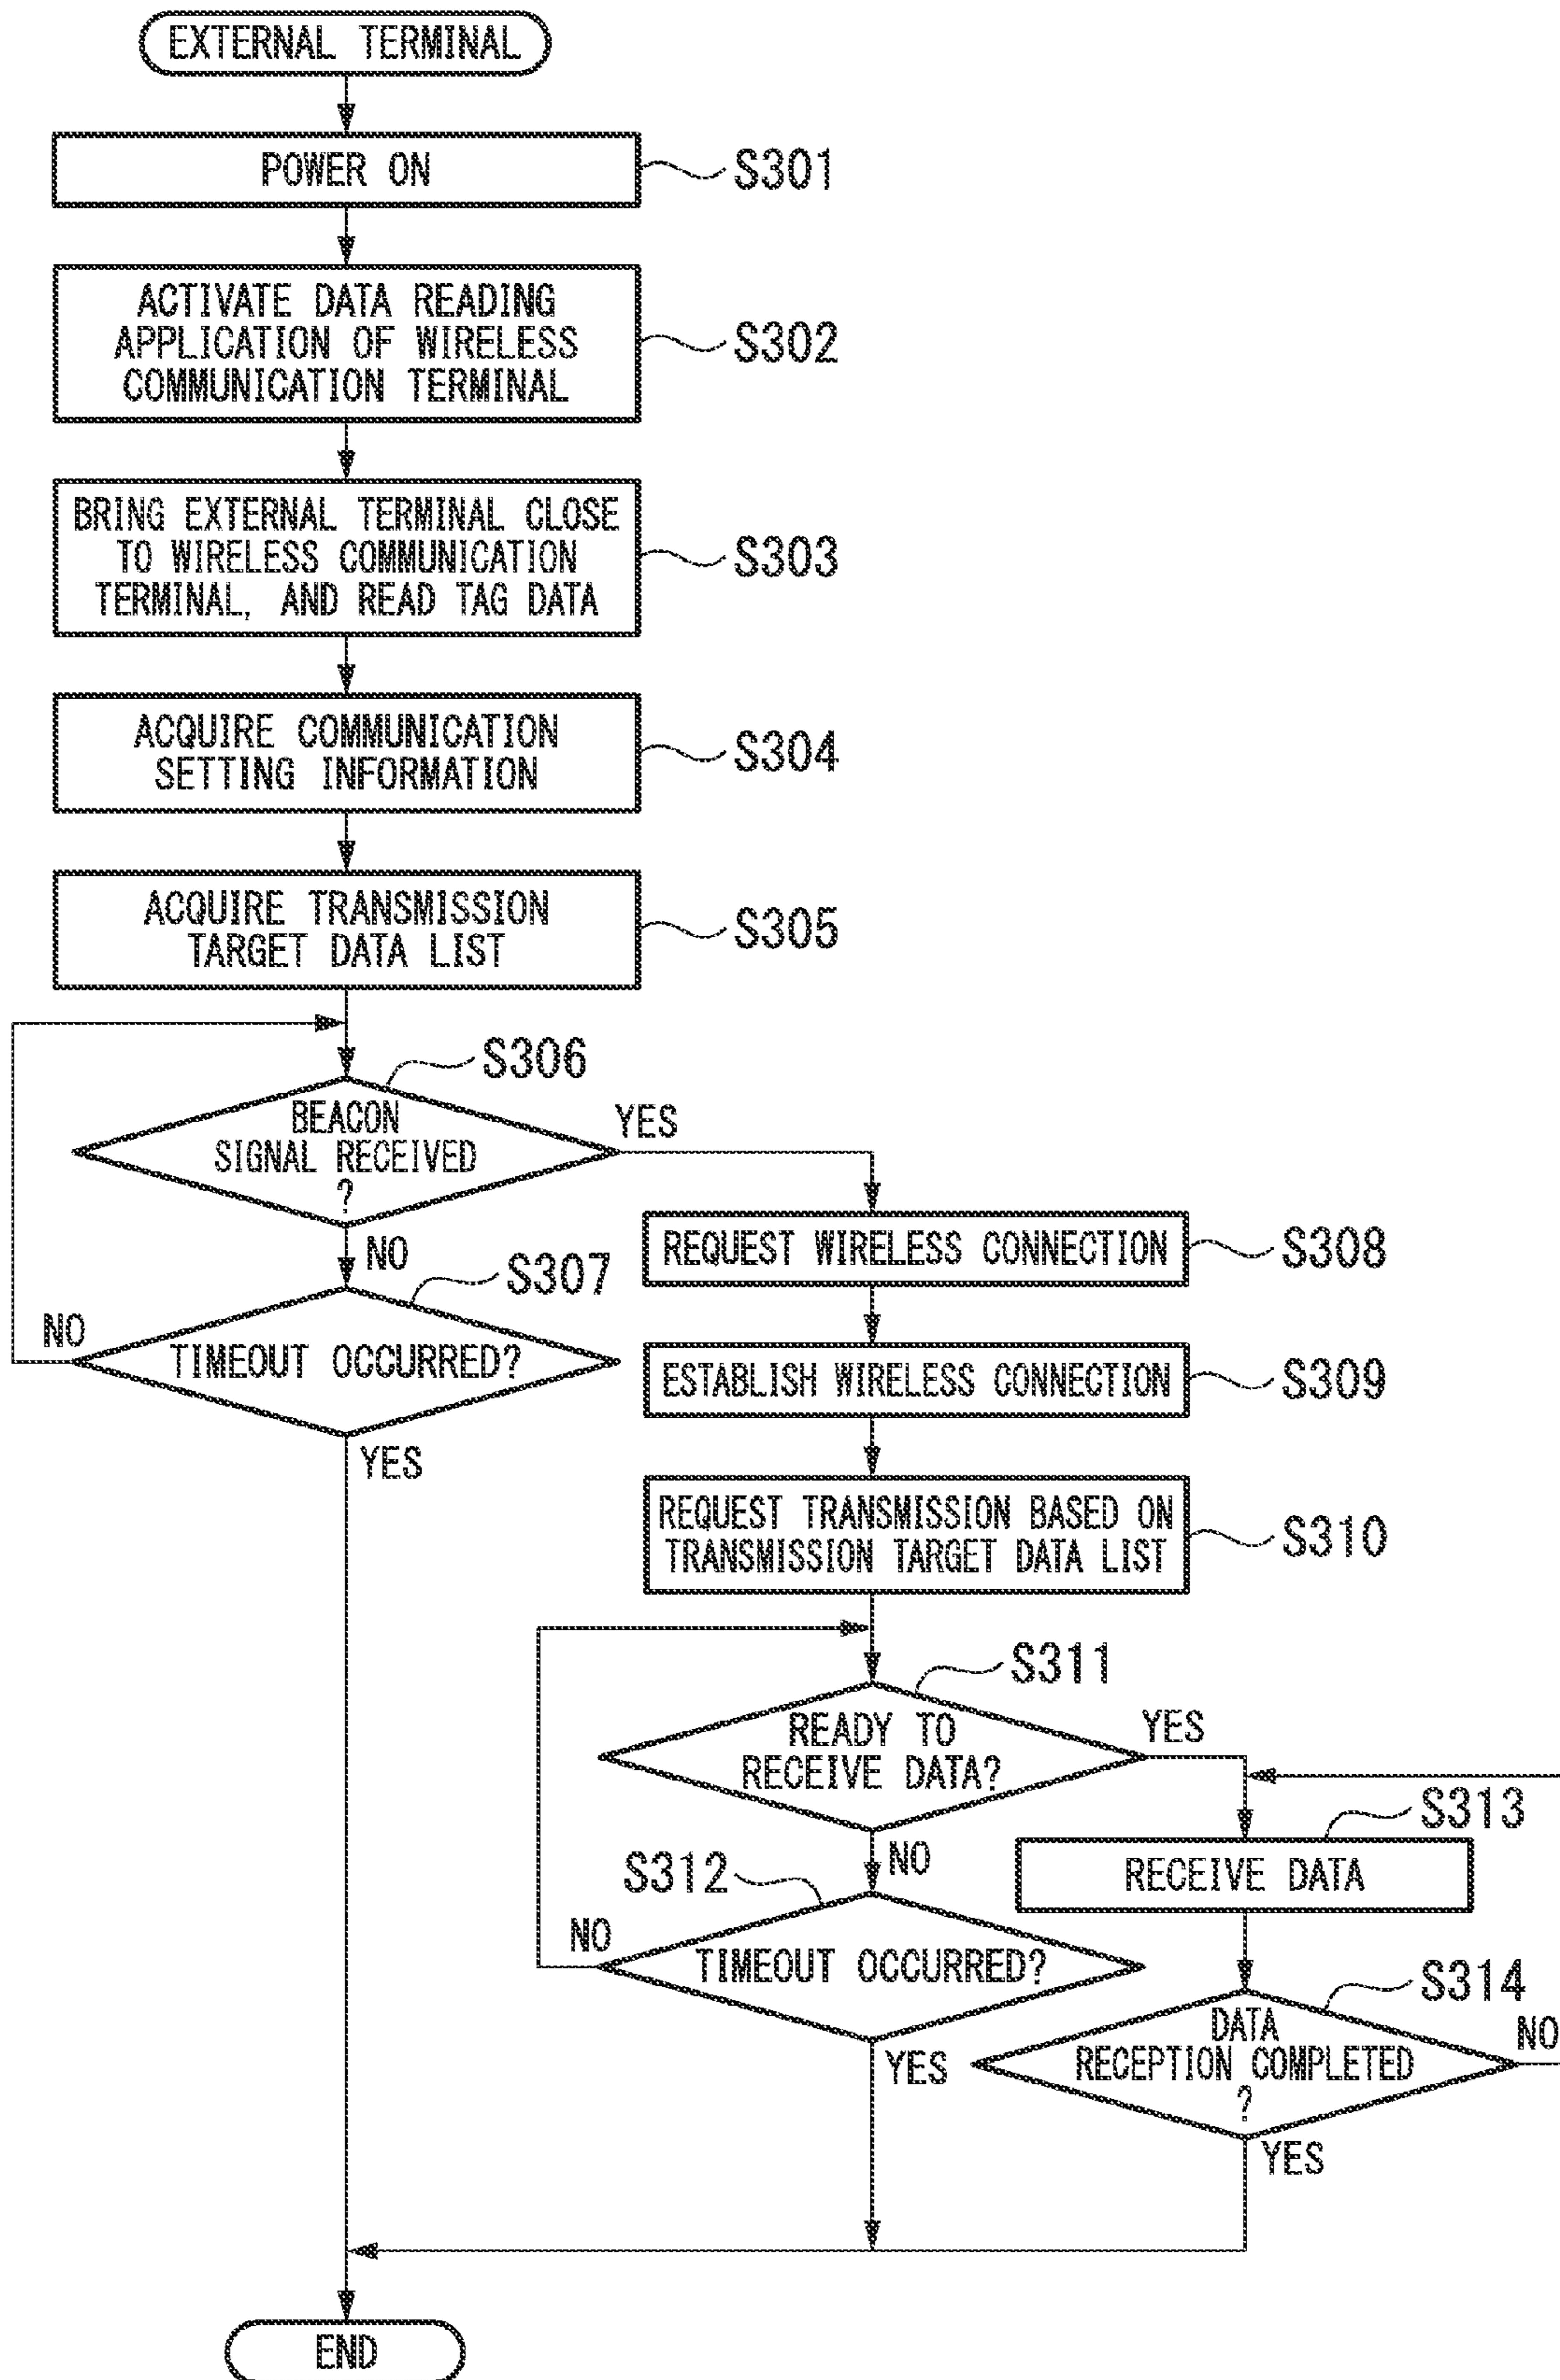 EXTERNAL TERMINAL
POWER ON
S301
ACTIVATE DATA READING
APPLICATION OF WIRELESS
COMMUNICATION TERMINAL
S302
BRING EXTERNAL TERMINAL CLOSE
TO WIRELESS COMMUNICATION
TERMINAL, AND READ TAG DATA
S303
ACQUIRE COMMUNICATION
SETTING INFORMATION
S304
ACQUIRE TRANSMISSION
TARGET DATA LIST
S305
S306
BEACON
SIGNAL RECEIVED
?
YES
NO
S307
TIMEOUT OCCURRED?
NO
YES
REQUEST WIRELESS CONNECTION
S308
ESTABLISH WIRELESS CONNECTION
S309
REQUEST TRANSMISSION BASED ON
TRANSMISSION TARGET DATA LIST
S310
S311
READY TO
RECEIVE DATA?
YES
NO
S312
TIMEOUT OCCURRED?
NO
YES
S313
RECEIVE DATA
S314
DATA
RECEPTION COMPLETED
?
NO
YES
END